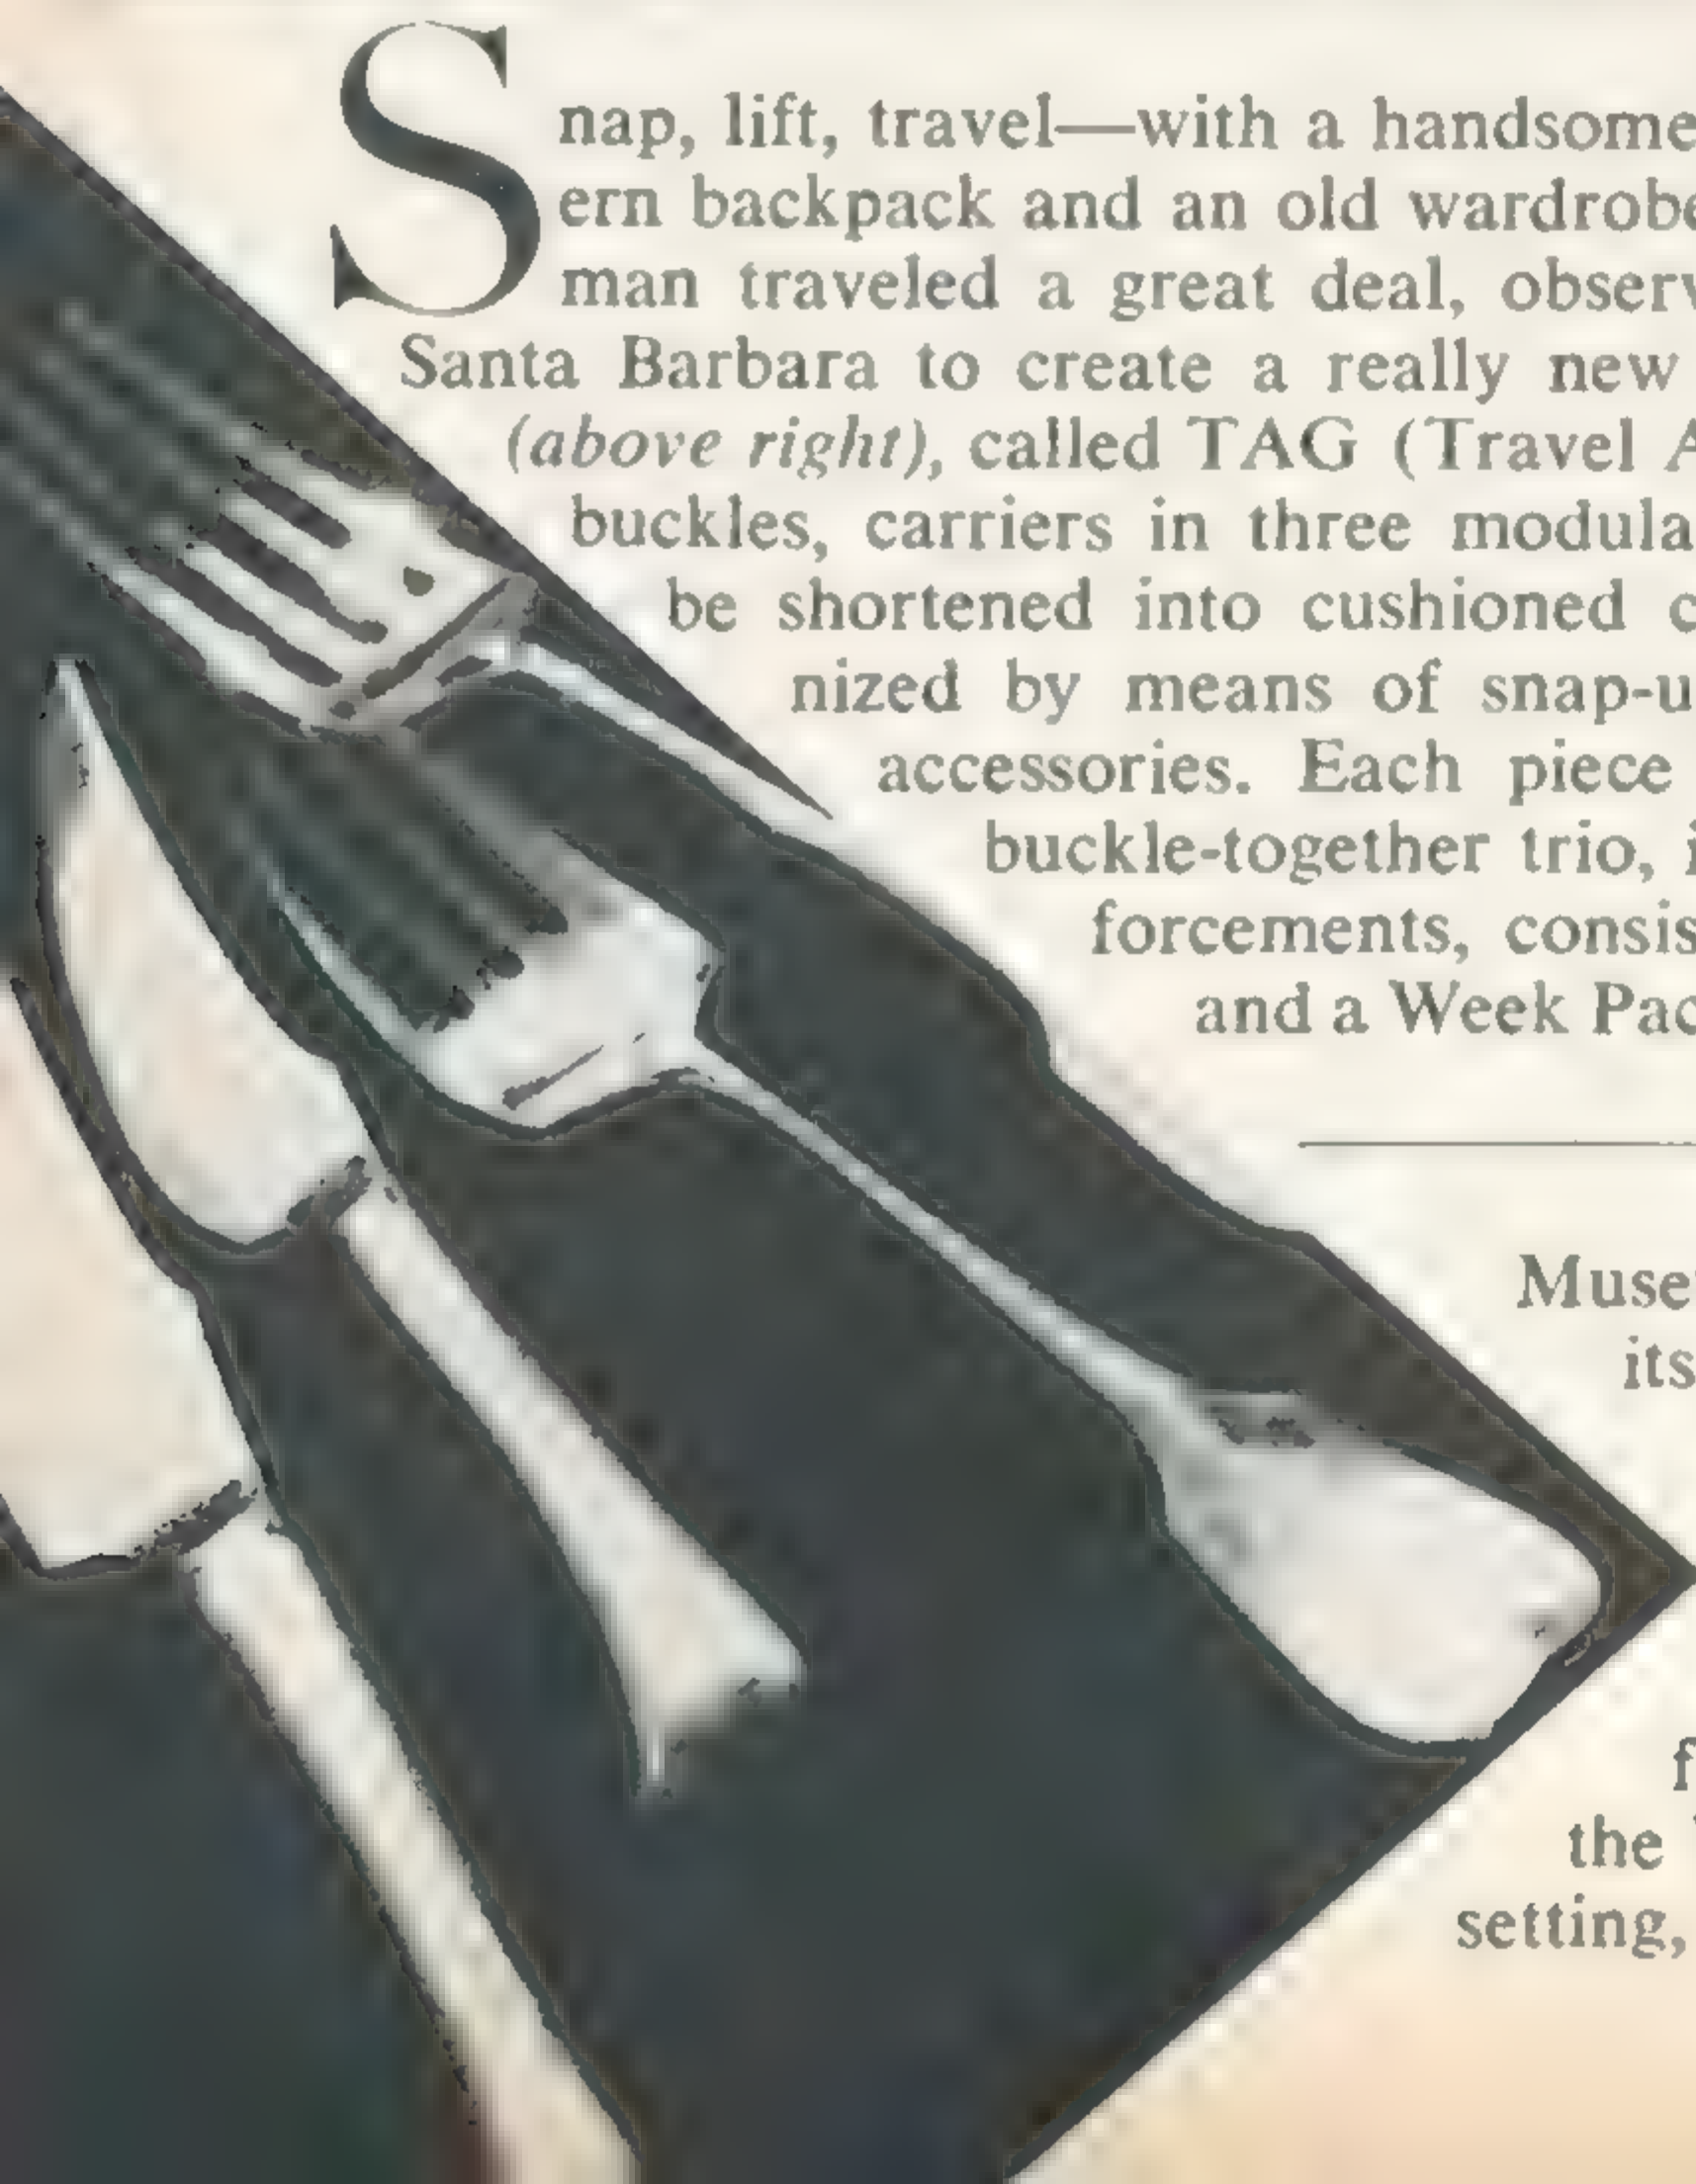 Snap, lift, travel—with a handsome
ern backpack and an old wardrobe
man traveled a great deal, observ
Santa Barbara to create a really new
(above right), called TAG (Travel A
buckles, carriers in three modula
be shortened into cushioned c
nized by means of snap-u
accessories. Each piece
buckle-together trio, i
forcements, consis
and a Week Pac
Muse
its
f
the
setting,